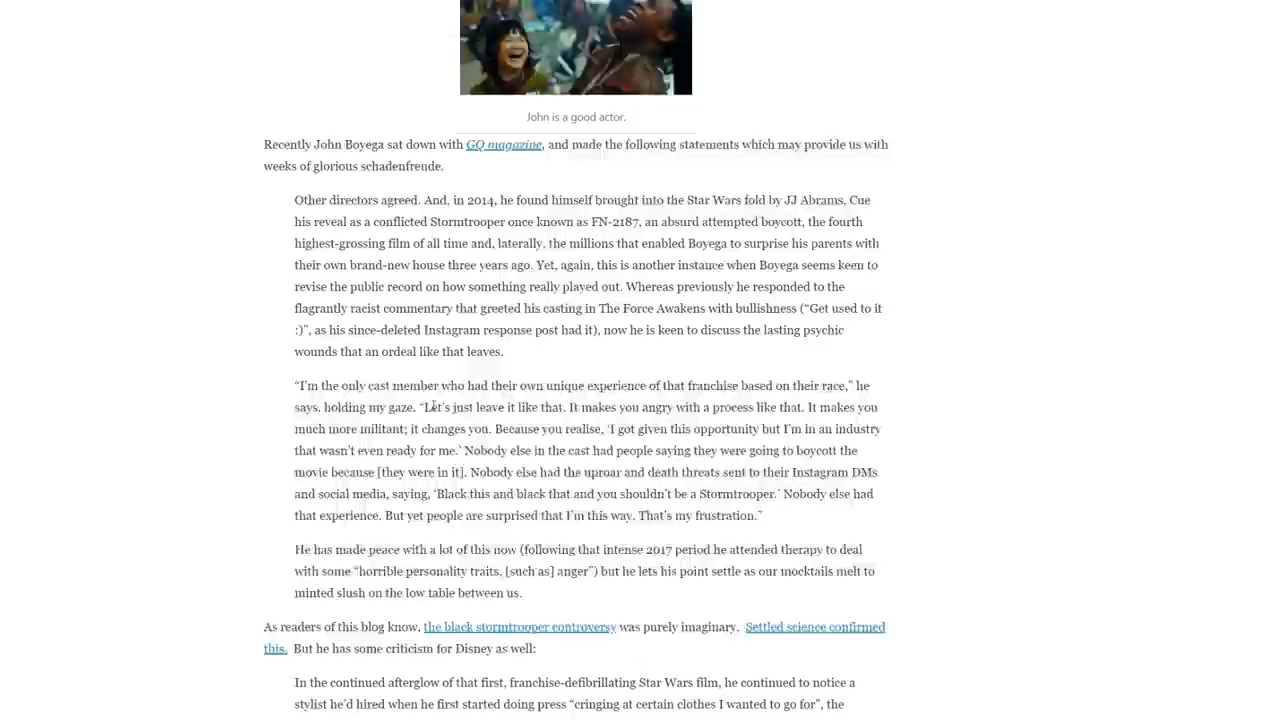 John is a good actor.
Recently John Boyega sat down with GQ magazine, and made the following statements which may provide us with
weeks of glorious schadenfreude.
Other directors agreed. And, in 2014, he found himself brought into the Star Wars fold by JJ Abrams. Cue
his reveal as a conflicted Stormtrooper once known as FN-2187, an absurd attempted boycott, the fourth
highest-grossing film of all time and, laterally, the millions that enabled Boyega to surprise his parents with
their own brand-new house three years ago. Yet, again, this is another instance when Boyega seems keen to
revise the public record on how something really played out. Whereas previously he responded to the
flagrantly racist commentary that greeted his casting in The Force Awakens with bullishness (“Get used to it
:)”, as his since-deleted Instagram response post had it), now he is keen to discuss the lasting psychic
wounds that an ordeal like that leaves.
“I’m the only cast member who had their own unique experience of that franchise based on their race,” he
says, holding my gaze. “Let’s just leave it like that. It makes you angry with a process like that. It makes you
much more militant; it changes you. Because you realise, ‘I got given this opportunity but I’m in an industry
that wasn’t even ready for me.’ Nobody else in the cast had people saying they were going to boycott the
movie because [they were in it]. Nobody else had the uproar and death threats sent to their Instagram DMs
and social media, saying, ‘Black this and black that and you shouldn’t be a Stormtrooper.’ Nobody else had
that experience. But yet people are surprised that I’m this way. That’s my frustration.”
He has made peace with a lot of this now (following that intense 2017 period he attended therapy to deal
with some “horrible personality traits, [such as] anger”) but he lets his point settle as our mocktails melt to
minted slush on the low table between us.
As readers of this blog know, the black stormtrooper controversy was purely imaginary. Settled science confirmed
this. But he has some criticism for Disney as well:
In the continued afterglow of that first, franchise-defibrillating Star Wars film, he continued to notice a
stylist he’d hired when he first started doing press “cringing at certain clothes I wanted to go for”, the